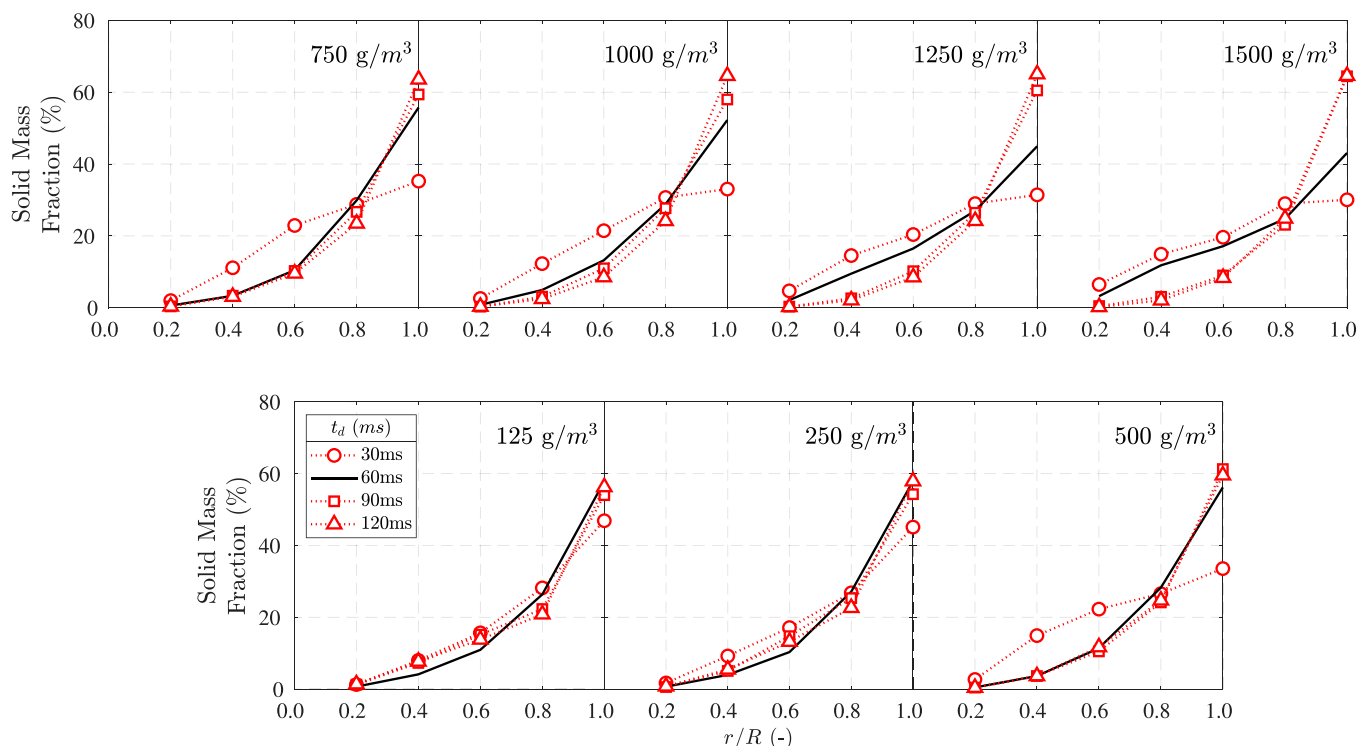 80
60
40
20
0
Solid Mass
Fraction (%)
750 g/m³
1000 g/m³
1250 g/m³
1500 g/m³
0.0 0.2 0.4 0.6 0.8 1.0 0.2 0.4 0.6 0.8 1.0 0.2 0.4 0.6 0.8 1.0 0.2 0.4 0.6 0.8 1.0
80
60
40
20
0
Solid Mass
Fraction (%)
t_d (ms)
30ms
60ms
90ms
120ms
125 g/m³
250 g/m³
500 g/m³
0.0 0.2 0.4 0.6 0.8 1.0 0.2 0.4 0.6 0.8 1.0 0.2 0.4 0.6 0.8 1.0
r/R (-)